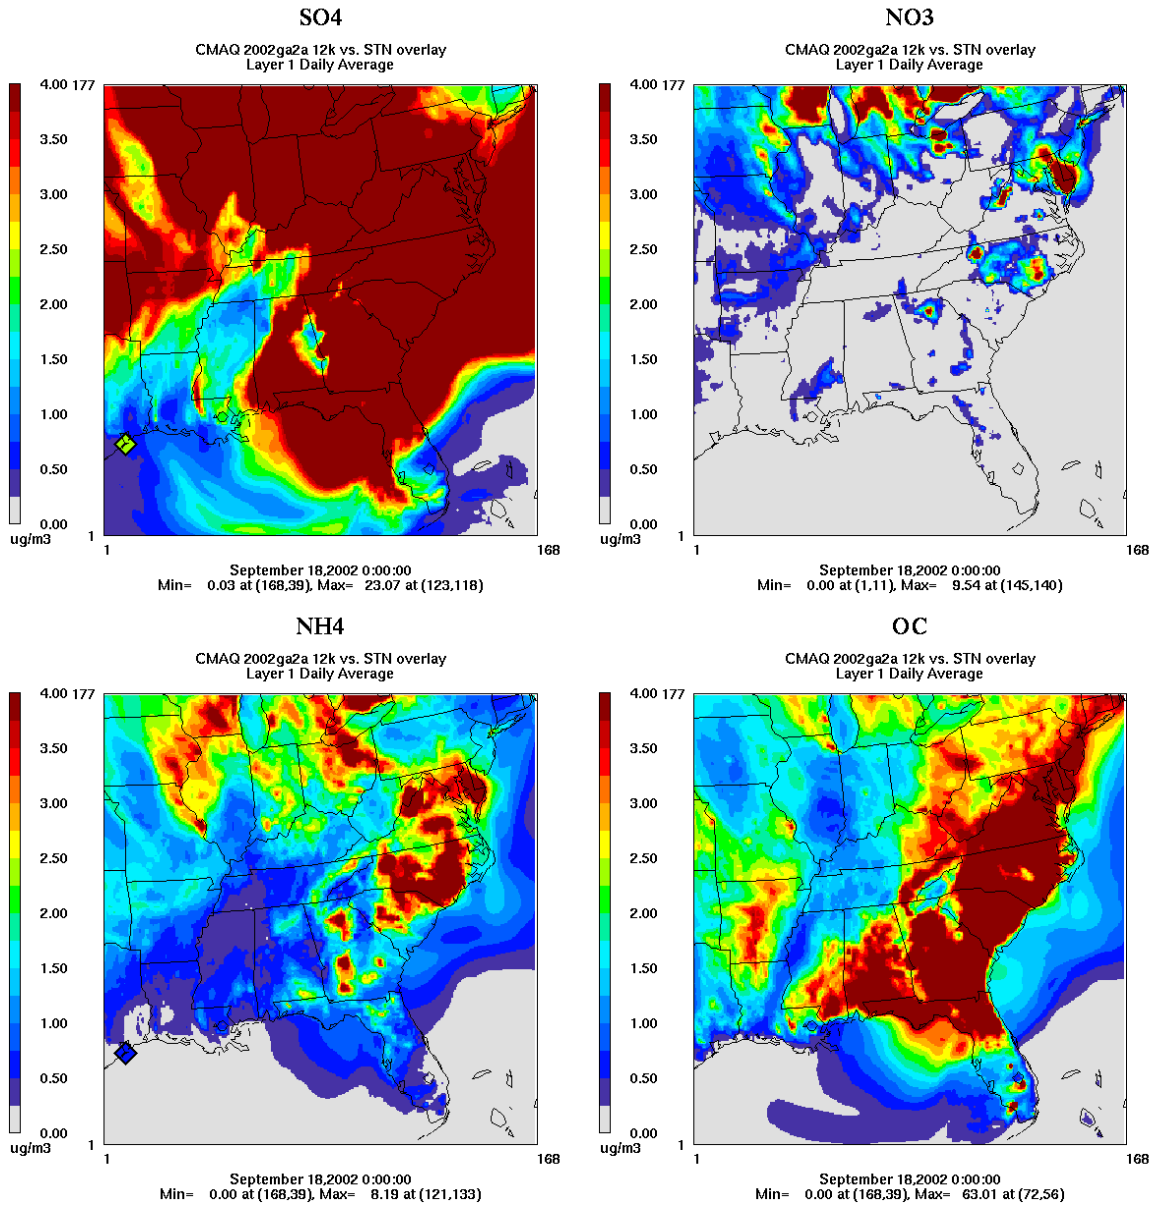 SO4
CMAQ 2002ga2a 12k vs. STN overlay
Layer 1 Daily Average
4.00 177
3.50
3.00
2.50
2.00
1.50
1.00
0.50
0.00
ug/m3
1
1
168
September 18,2002 0:00:00
Min= 0.03 at (168,39), Max= 23.07 at (123,118)
NO3
CMAQ 2002ga2a 12k vs. STN overlay
Layer 1 Daily Average
4.00 177
3.50
3.00
2.50
2.00
1.50
1.00
0.50
0.00
ug/m3
1
1
168
September 18,2002 0:00:00
Min= 0.00 at (1,11), Max= 9.54 at (145,140)
NH4
CMAQ 2002ga2a 12k vs. STN overlay
Layer 1 Daily Average
4.00 177
3.50
3.00
2.50
2.00
1.50
1.00
0.50
0.00
ug/m3
1
1
168
September 18,2002 0:00:00
Min= 0.00 at (168,39), Max= 8.19 at (121,133)
OC
CMAQ 2002ga2a 12k vs. STN overlay
Layer 1 Daily Average
4.00 177
3.50
3.00
2.50
2.00
1.50
1.00
0.50
0.00
ug/m3
1
1
168
September 18,2002 0:00:00
Min= 0.00 at (168,39), Max= 63.01 at (72,56)